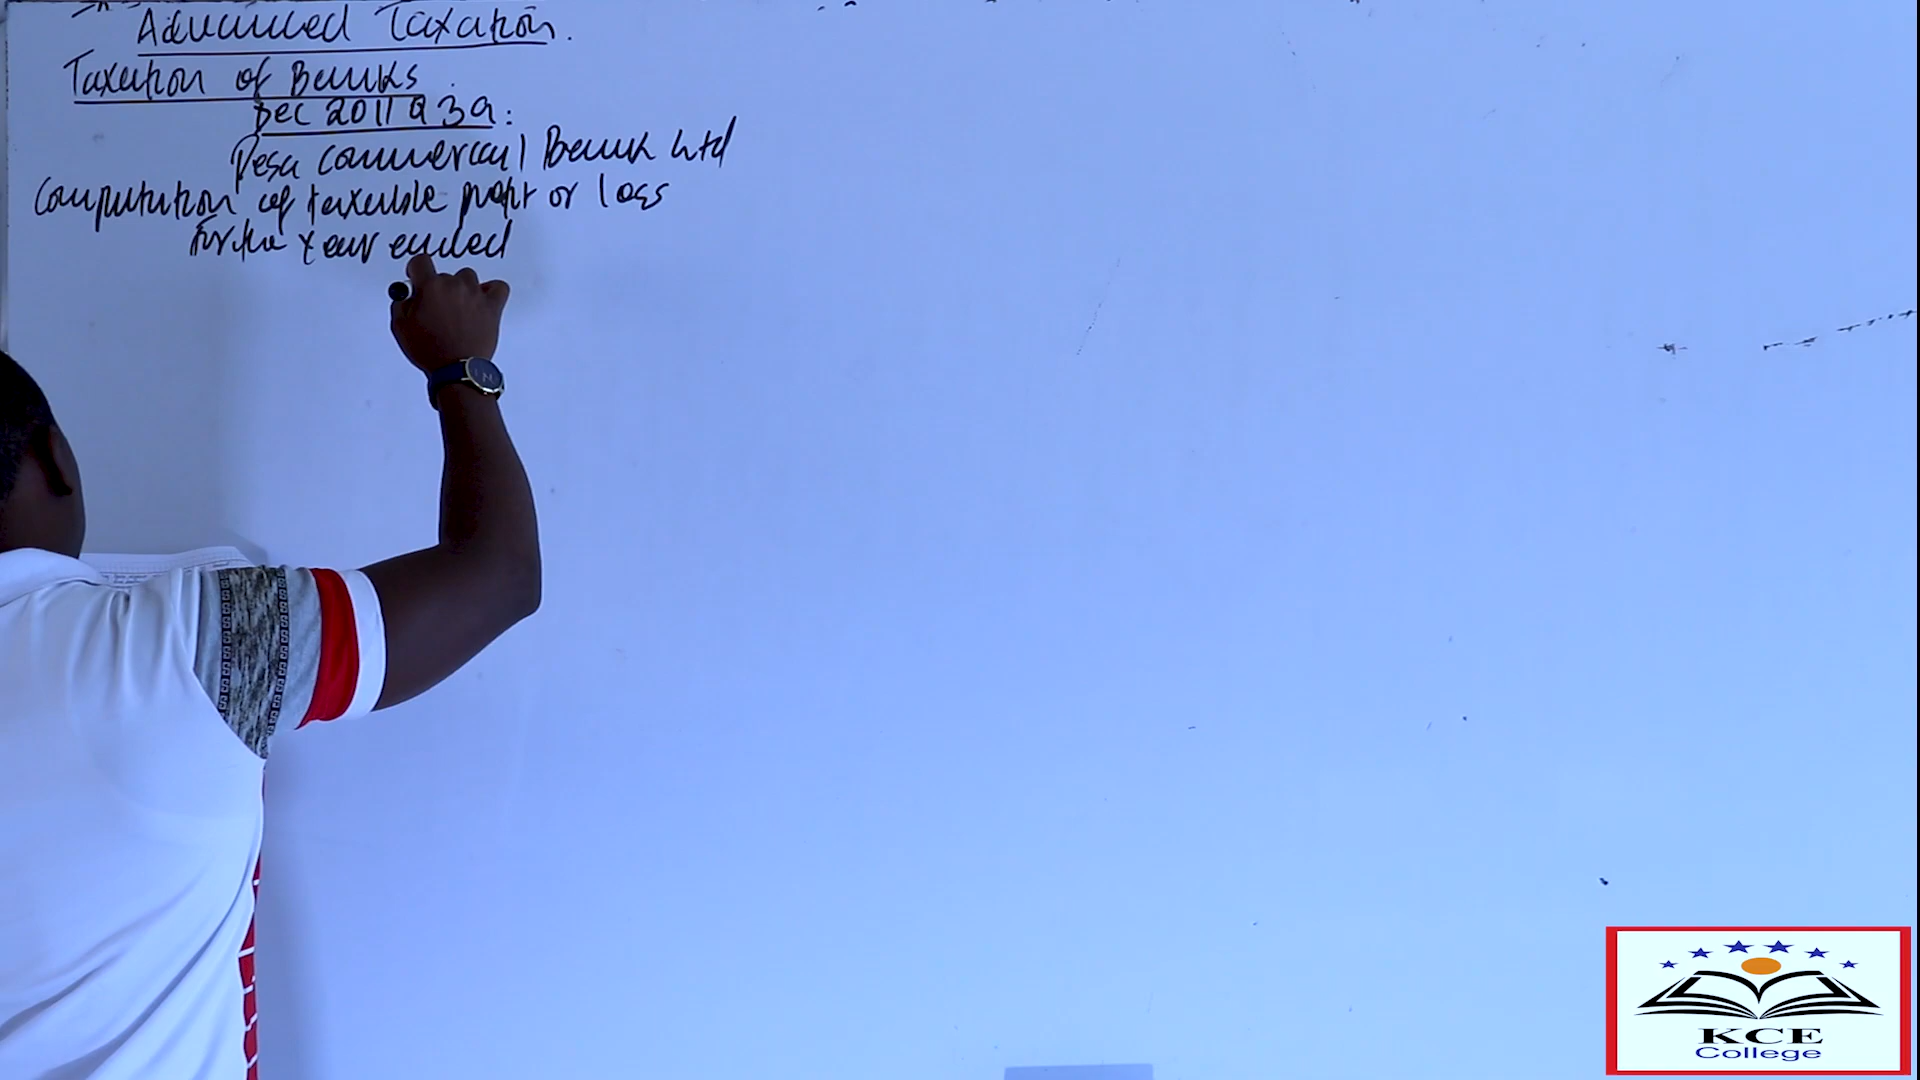 Advanced Taxation.
Taxation of Banks.
Dec 2011 Q 3a:
Pesa Commercial Bank Ltd
Computation of taxable profit or loss
For the Year ended
KCE
College